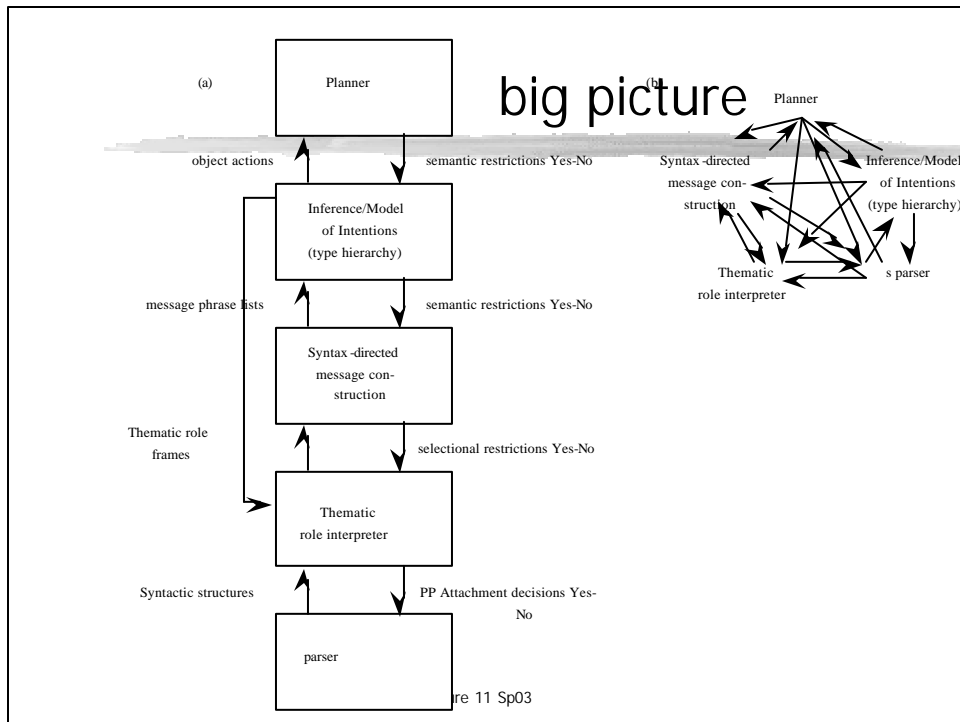 big picture
(a)
Planner
object actions
semantic restrictions Yes-No
Inference/Model
of Intentions
(type hierarchy)
message phrase lists
semantic restrictions Yes-No
Syntax-directed
message con-
struction
Thematic role
frames
selectional restrictions Yes-No
Thematic
role interpreter
Syntactic structures
PP Attachment decisions Yes-
No
parser
(b)
Planner
Syntax-directed
message con-
struction
Inference/Model
of Intentions
(type hierarchy)
Thematic
role interpreter
s parser
11 Sp03